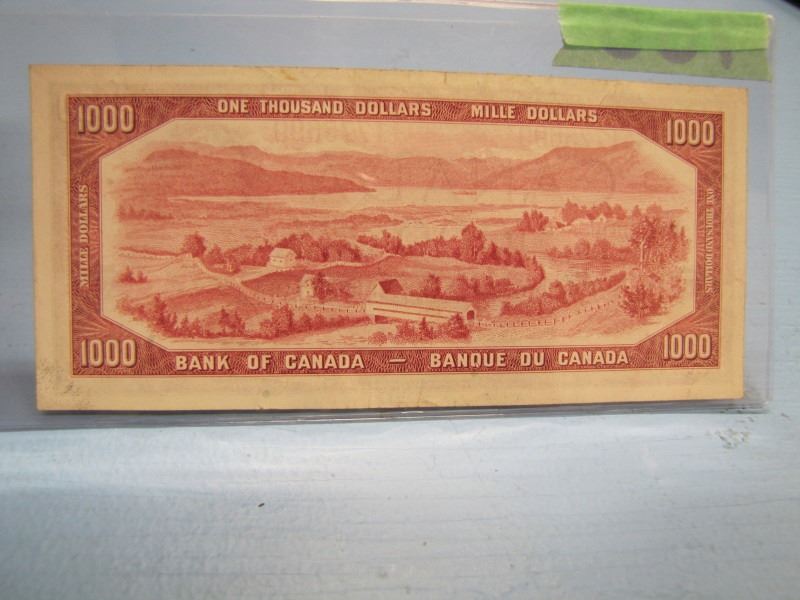 ONE THOUSAND DOLLARS MILLE DOLLARS
1000 1000
MILLE DOLLARS
ONE THOUSAND DOLLARS
1000 BANK OF CANADA — BANQUE DU CANADA 1000